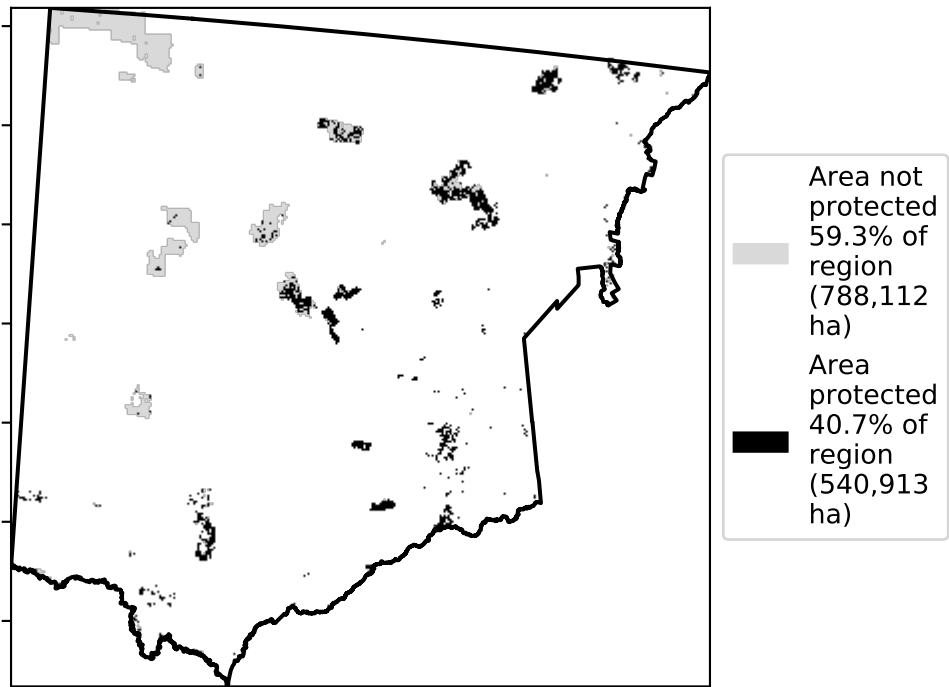 Area not
protected
59.3% of
region
(788,112
ha)
Area
protected
40.7% of
region
(540,913
ha)